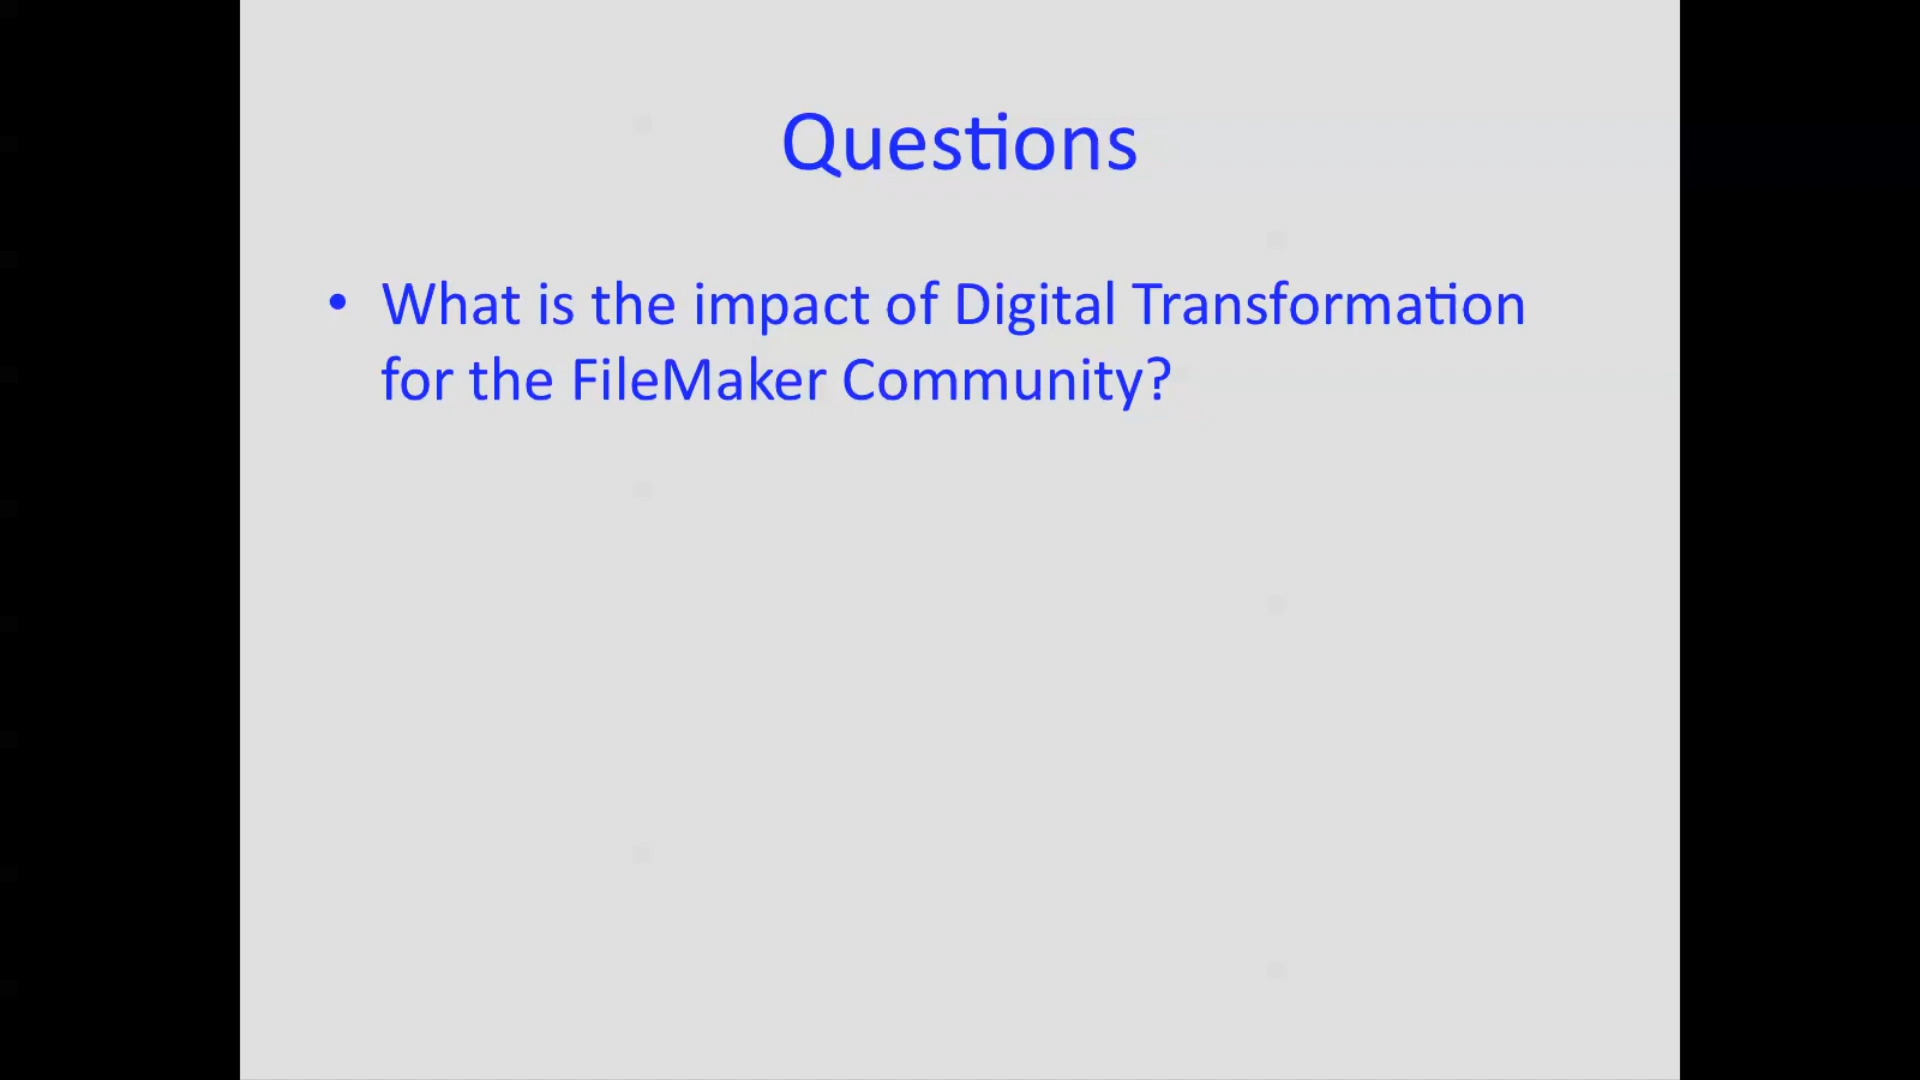 Questions
• What is the impact of Digital Transformation
for the FileMaker Community?